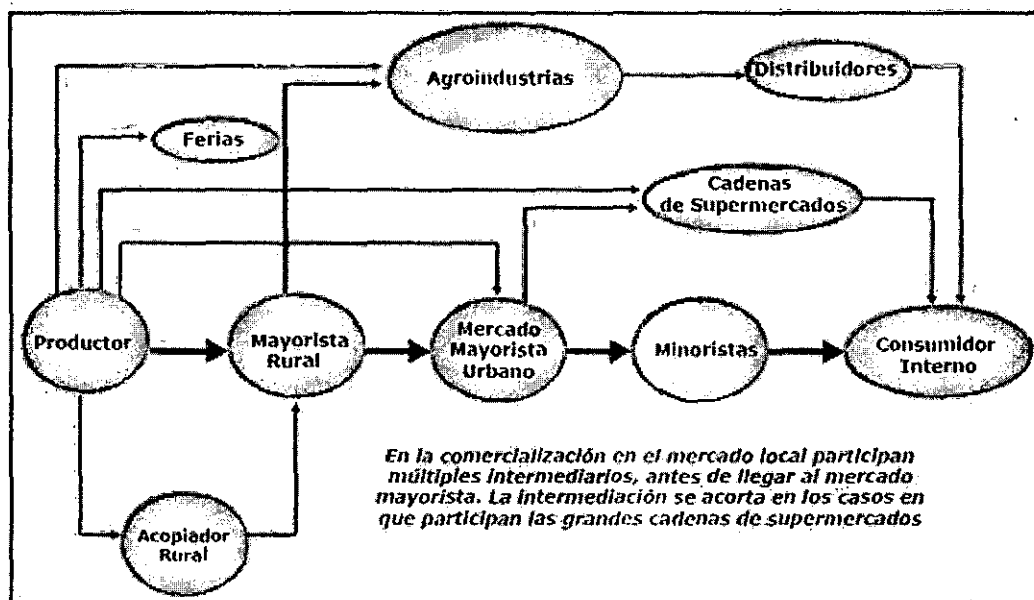 Agroindustrias
Distribuidores
Ferias
Cadenas
de Supermercados
Productor
Mayorista
Rural
Mercado
Mayorista
Urbano
Minoristas
Consumidor
Interno
Acopiador
Rural
En la comercialización en el mercado local participan
múltiples intermediarios, antes de llegar al mercado
mayorista. La intermediación se acorta en los casos en
que participan las grandes cadenas de supermercados